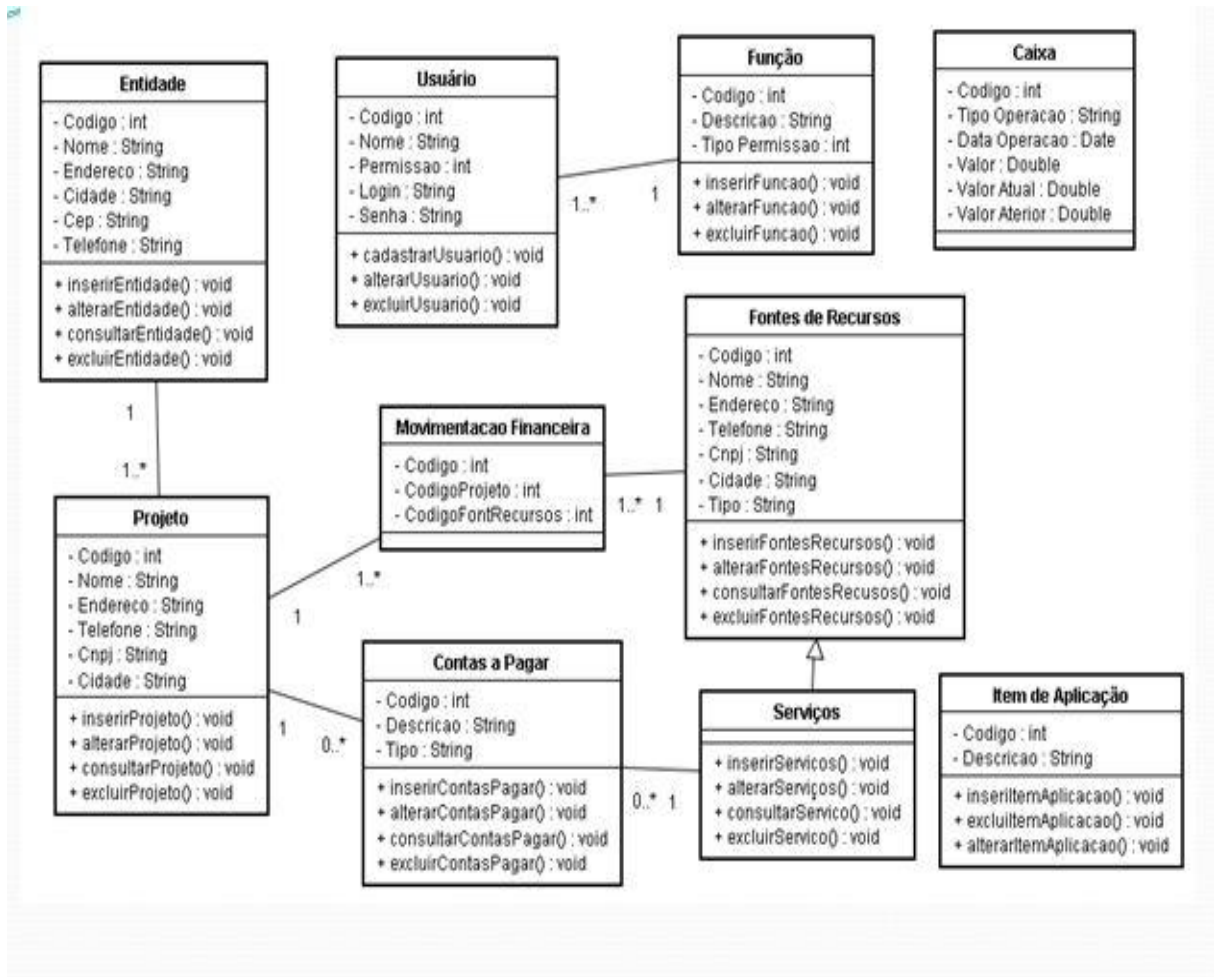 Entidade
- Codigo : int
- Nome : String
- Endereco : String
- Cidade : String
- Cep : String
- Telefone : String
+ inserirEntidade() : void
+ alterarEntidade() : void
+ consultarEntidade() : void
+ excluirEntidade() : void
Usuário
- Codigo : int
- Nome : String
- Permissao : int
- Login : String
- Senha : String
+ cadastrarUsuario() : void
+ alterarUsuario() : void
+ excluirUsuario() : void
1..*
1
Função
- Codigo : int
- Descricao : String
- Tipo Permissao : int
+ inserirFuncao() : void
+ alterarFuncao() : void
+ excluirFuncao() : void
Caixa
- Codigo : int
- Tipo Operacao : String
- Data Operacao : Date
- Valor : Double
- Valor Atual : Double
- Valor Aterior : Double
1
1..*
Movimentacao Financeira
- Codigo : int
- CodigoProjeto : int
- CodigoFontRecursos : int
1..* 1
Fontes de Recursos
- Codigo : int
- Nome : String
- Endereco : String
- Telefone : String
- Cnpj : String
- Cidade : String
- Tipo : String
+ inserirFontesRecursos() : void
+ alterarFontesRecursos() : void
+ consultarFontesRecusos() : void
+ excluirFontesRecursos() : void
Projeto
- Codigo : int
- Nome : String
- Endereco : String
- Telefone : String
- Cnpj : String
- Cidade : String
+ inserirProjeto() : void
+ alterarProjeto() : void
+ consultarProjeto() : void
+ excluirProjeto() : void
1..*
1
1
0..*
Contas a Pagar
- Codigo : int
- Descricao : String
- Tipo : String
+ inserirContasPagar() : void
+ alterarContasPagar() : void
+ consultarContasPagar() : void
+ excluirContasPagar() : void
0..* 1
Serviços
+ inserirServicos() : void
+ alterarServiços() : void
+ consultarServico() : void
+ excluirServico() : void
Item de Aplicação
- Codigo : int
- Descricao : String
+ inseriItemAplicacao() : void
+ excluiItemAplicacao() : void
+ alterarItemAplicacao() : void